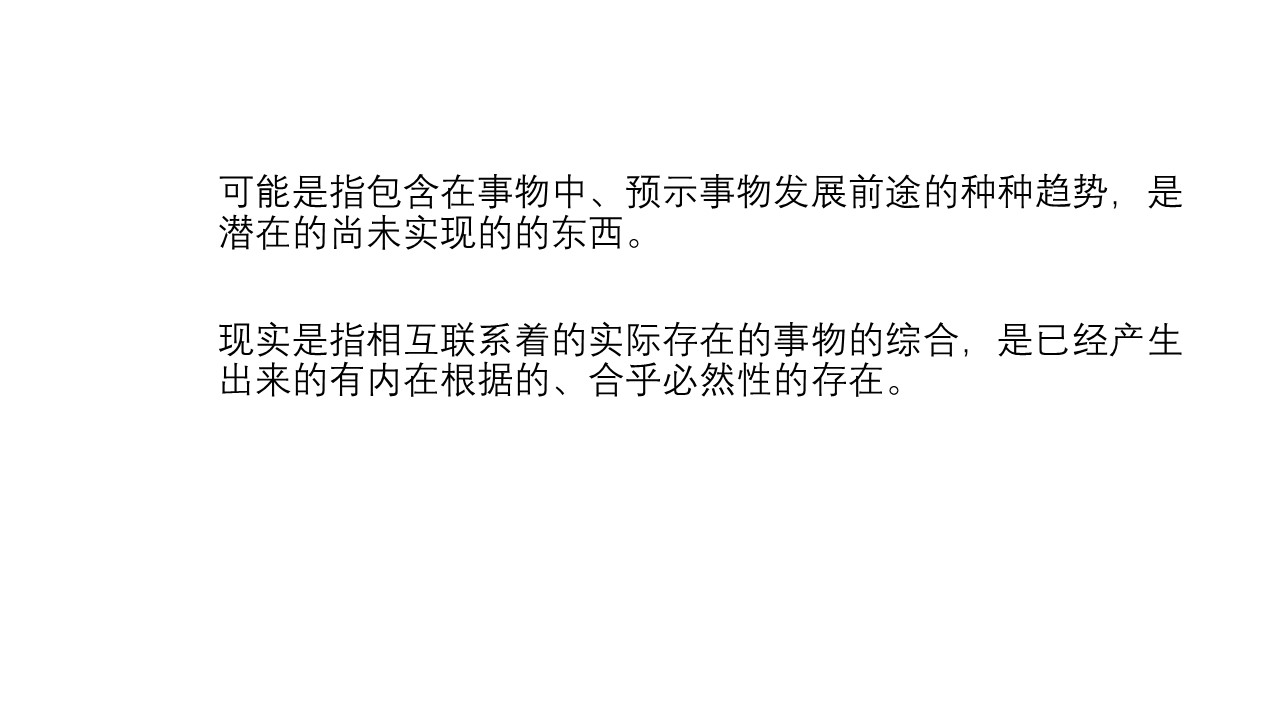 可能是指包含在事物中、预示事物发展前途的种种趋势，是
潜在的尚未实现的的东西。
现实是指相互联系着的实际存在的事物的综合，是已经产生
出来的有内在根据的、合乎必然性的存在。